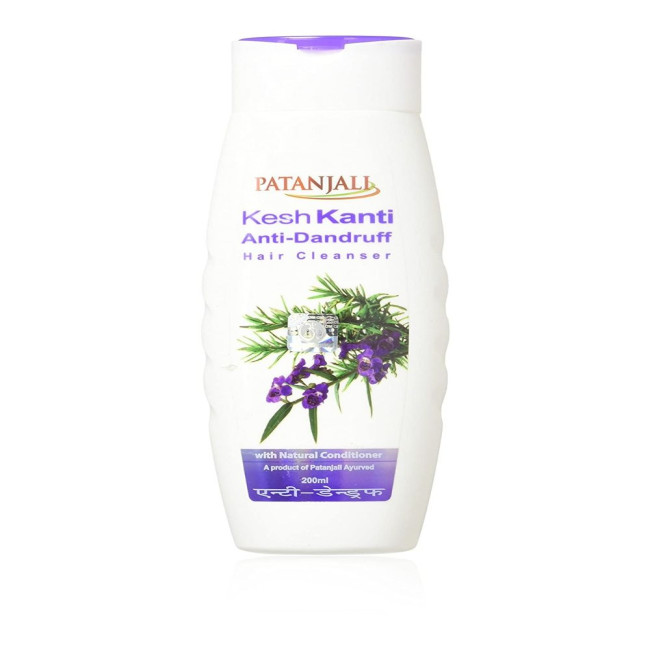 PATANJALI
Kesh Kanti
Anti-Dandruff
Hair Cleanser
with Natural Conditioner
A product of Patanjali Ayurved
200ml
एन्टी-डेन्ड्रफ